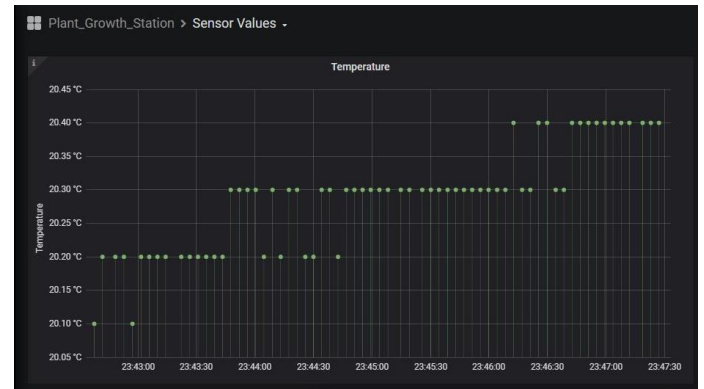 Plant_Growth_Station > Sensor Values
i
Temperature
20.45 °C
20.40 °C
20.35 °C
20.30 °C
20.25 °C
20.20 °C
20.15 °C
20.10 °C
20.05 °C
Temperature
23:43:00 23:43:30 23:44:00 23:44:30 23:45:00 23:45:30 23:46:00 23:46:30 23:47:00 23:47:30